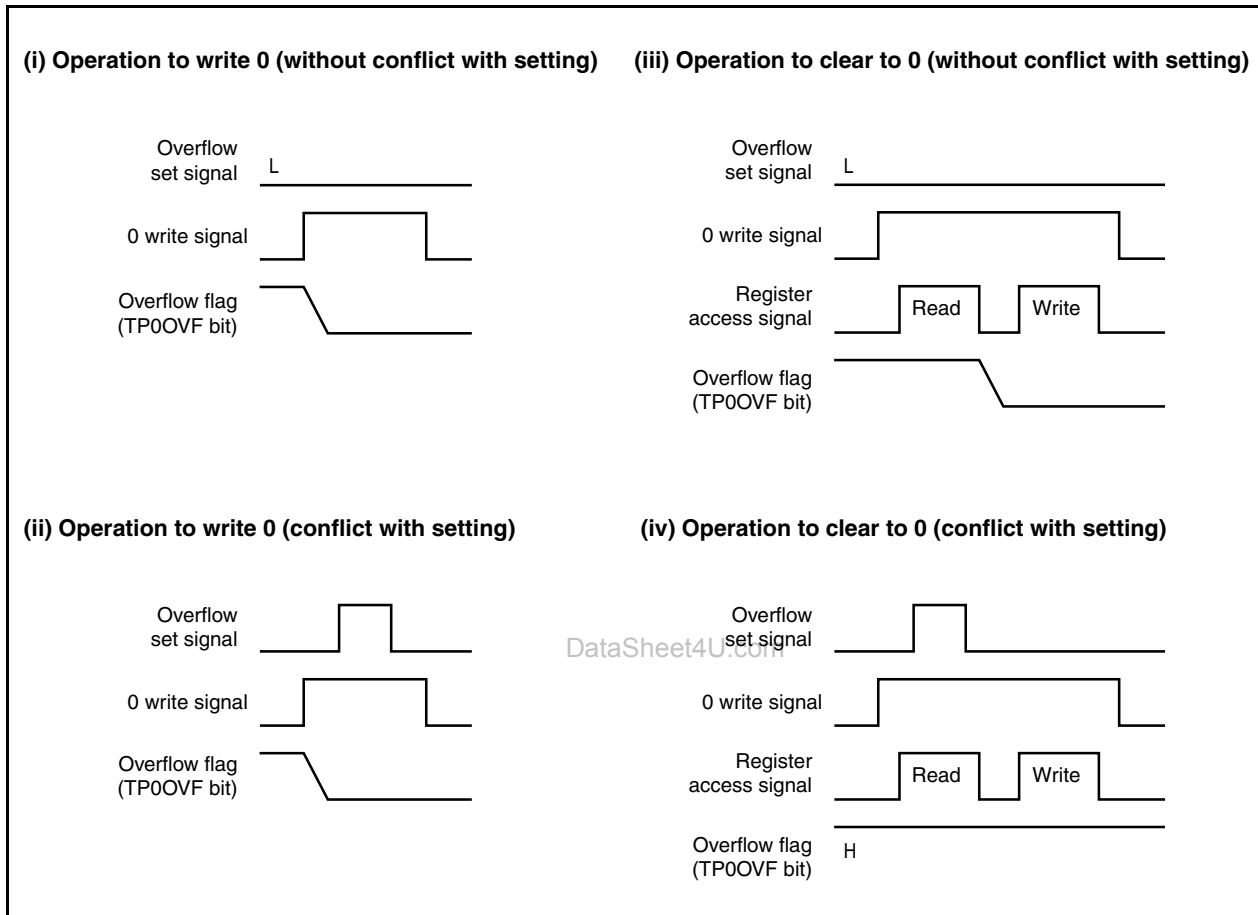 (i) Operation to write 0 (without conflict with setting)
Overflow
set signal
L
0 write signal
Overflow flag
(TP0OVF bit)
(iii) Operation to clear to 0 (without conflict with setting)
Overflow
set signal
L
0 write signal
Register
access signal
Read
Write
Overflow flag
(TP0OVF bit)
(ii) Operation to write 0 (conflict with setting)
Overflow
set signal
0 write signal
Overflow flag
(TP0OVF bit)
(iv) Operation to clear to 0 (conflict with setting)
Overflow
set signal
DataSheet4U.com
0 write signal
Register
access signal
Read
Write
Overflow flag
(TP0OVF bit)
H